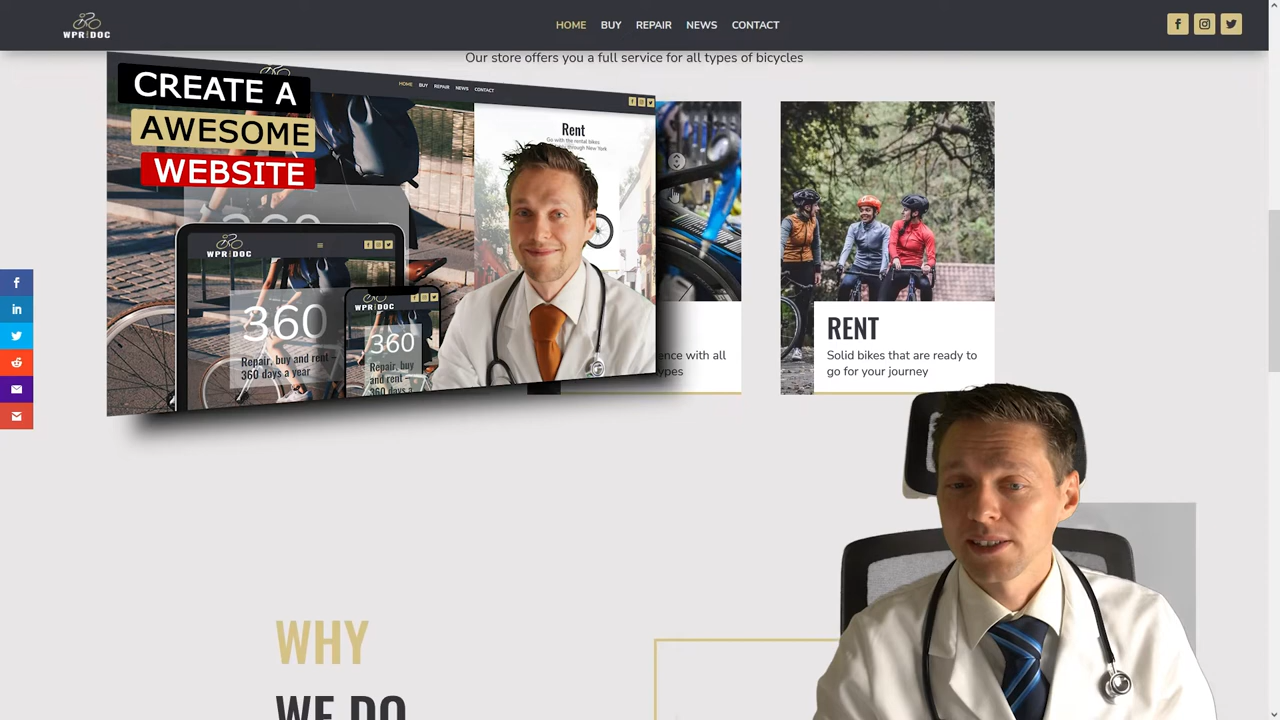 WPR DOC
HOME BUY REPAIR NEWS CONTACT
Our store offers you a full service for all types of bicycles
CREATE A
AWESOME
WEBSITE
HOME BUY REPAIR NEWS CONTACT
Rent
Go with the rental bikes
through New York
WPR DOC
360
Repair, buy and rent –
360 days a year
WPR DOC
360
Repair, buy
and rent –
360 days a
ence with all
ypes
RENT
Solid bikes that are ready to
go for your journey
WHY
WE DO